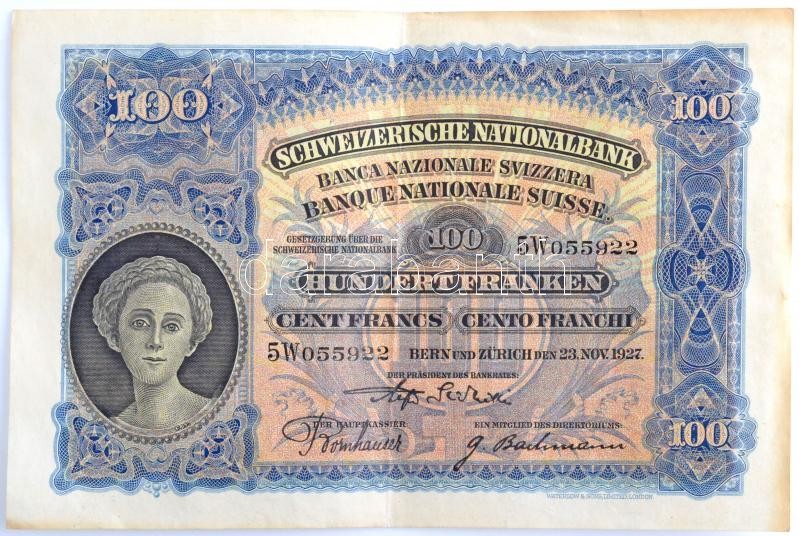 100
100
SCHWEIZERISCHE NATIONALBANK
BANCA NAZIONALE SVIZZERA
BANQUE NATIONALE SUISSE.
GESETZGEBUNG ÜBER DIE
SCHWEIZERISCHE NATIONALBANK
100
5W055922
HUNDERT FRANKEN
CENT FRANCS
CENTO FRANCHI
5W055922
BERN UND ZÜRICH DEN 23. NOV. 1927.
DER PRÄSIDENT DES BANKRATES:
DER HAUPTKASSIER:
EIN MITGLIED DES DIREKTORIUMS:
Bornhauser
G. Bachmann
100
WATERLOW & SONS, LIMITED, LONDON.